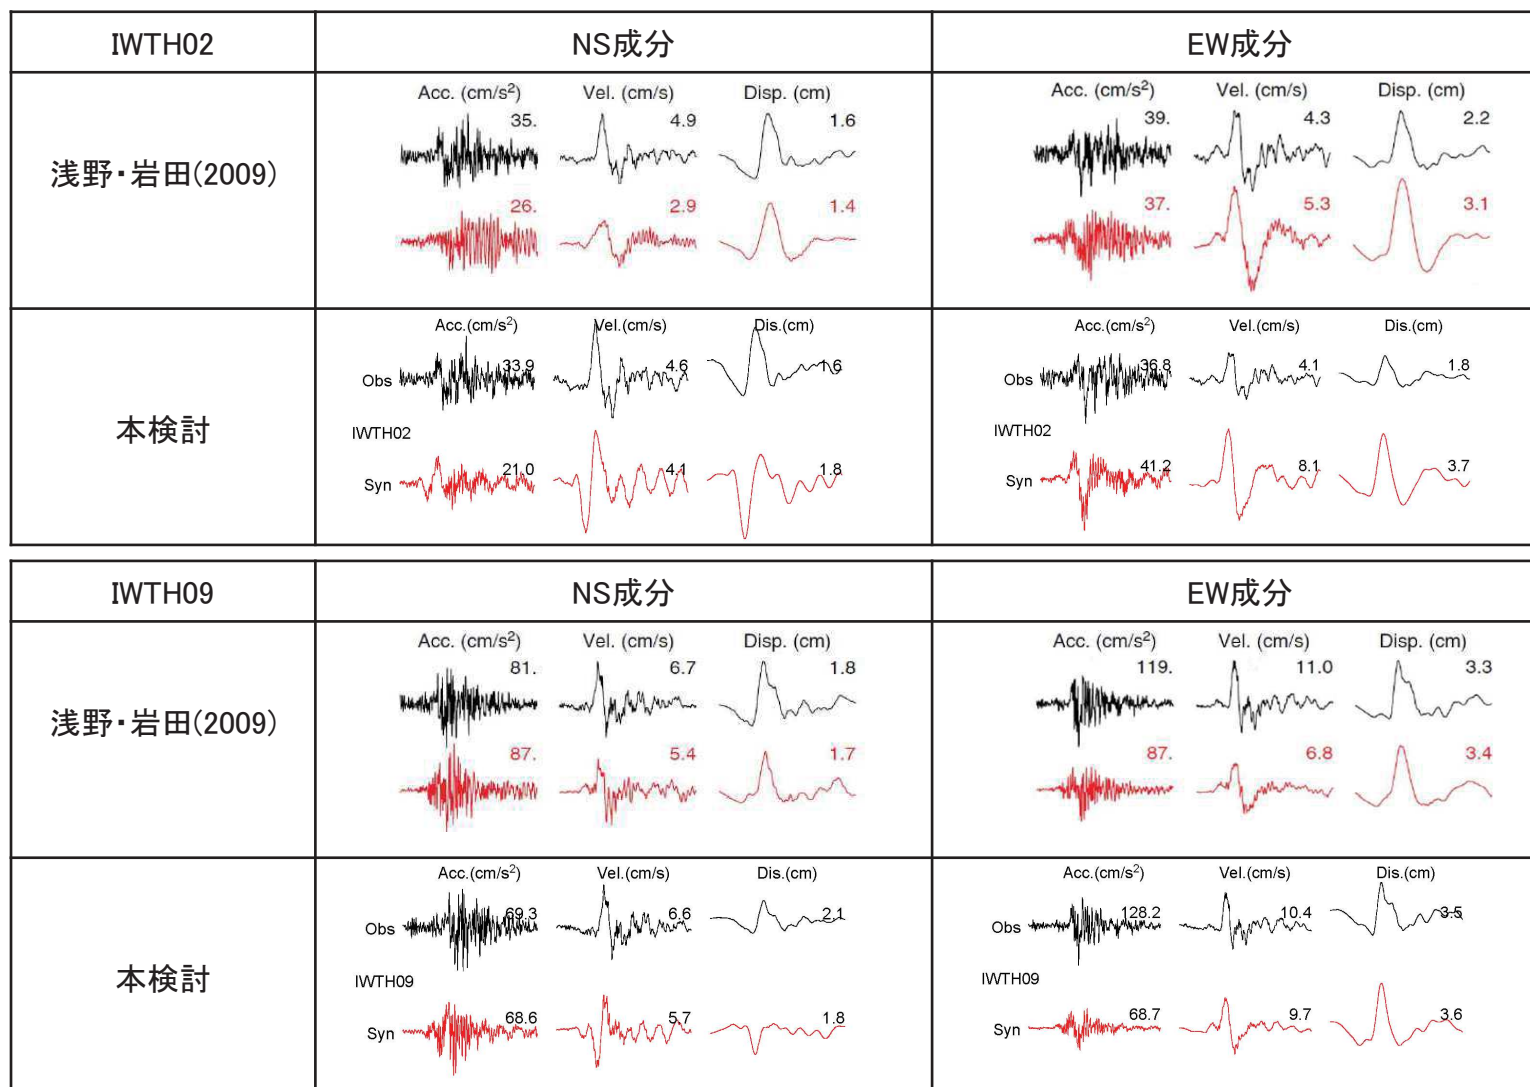 IWTH02 NS成分 EW成分
浅野・岩田(2009)
Acc. (cm/s²) Vel. (cm/s) Disp. (cm)
35. 4.9 1.6
26. 2.9 1.4
Acc. (cm/s²) Vel. (cm/s) Disp. (cm)
39. 4.3 2.2
37. 5.3 3.1
本検討
Acc.(cm/s²) Vel.(cm/s) Dis.(cm)
Obs 33.9 4.6 1.6
IWTH02
Syn 21.0 4.1 1.8
Acc.(cm/s²) Vel.(cm/s) Dis.(cm)
Obs 36.8 4.1 1.8
IWTH02
Syn 41.2 8.1 3.7
IWTH09 NS成分 EW成分
浅野・岩田(2009)
Acc. (cm/s²) Vel. (cm/s) Disp. (cm)
81. 6.7 1.8
87. 5.4 1.7
Acc. (cm/s²) Vel. (cm/s) Disp. (cm)
119. 11.0 3.3
87. 6.8 3.4
本検討
Acc.(cm/s²) Vel.(cm/s) Dis.(cm)
Obs 69.3 6.6 2.1
IWTH09
Syn 68.6 5.7 1.8
Acc.(cm/s²) Vel.(cm/s) Dis.(cm)
Obs 128.2 10.4 3.5
IWTH09
Syn 68.7 9.7 3.6